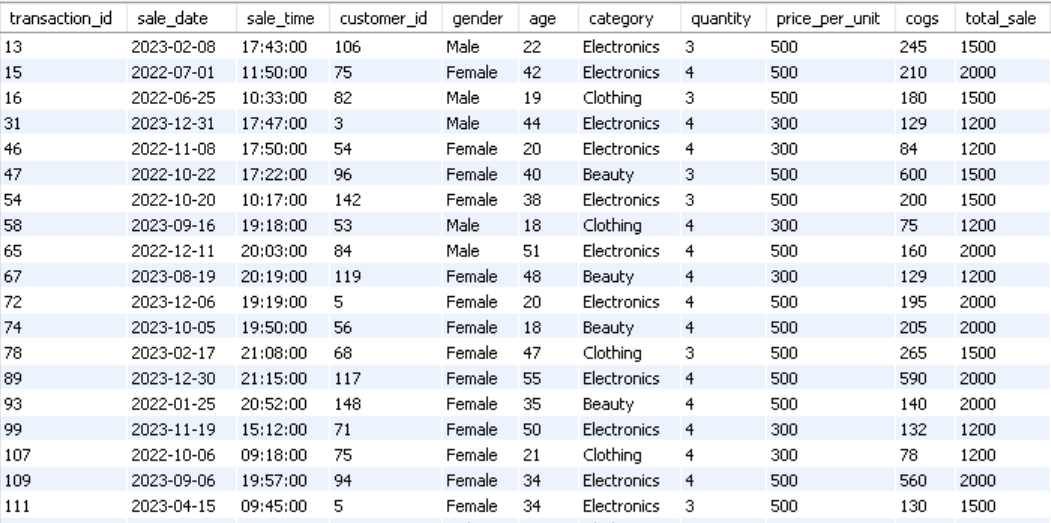 transaction_id sale_date sale_time customer_id gender age category quantity price_per_unit cogs total_sale
13 2023-02-08 17:43:00 106 Male 22 Electronics 3 500 245 1500
15 2022-07-01 11:50:00 75 Female 42 Electronics 4 500 210 2000
16 2022-06-25 10:33:00 82 Male 19 Clothing 3 500 180 1500
31 2023-12-31 17:47:00 3 Male 44 Electronics 4 300 129 1200
46 2022-11-08 17:50:00 54 Female 20 Electronics 4 300 84 1200
47 2022-10-22 17:22:00 96 Female 40 Beauty 3 500 600 1500
54 2022-10-20 10:17:00 142 Female 38 Electronics 3 500 200 1500
58 2023-09-16 19:18:00 53 Male 18 Clothing 4 300 75 1200
65 2022-12-11 20:03:00 84 Male 51 Electronics 4 500 160 2000
67 2023-08-19 20:19:00 119 Female 48 Beauty 4 300 129 1200
72 2023-12-06 19:19:00 5 Female 20 Electronics 4 500 195 2000
74 2023-10-05 19:50:00 56 Female 18 Beauty 4 500 205 2000
78 2023-02-17 21:08:00 68 Female 47 Clothing 3 500 265 1500
89 2023-12-30 21:15:00 117 Female 55 Electronics 4 500 590 2000
93 2022-01-25 20:52:00 148 Female 35 Beauty 4 500 140 2000
99 2023-11-19 15:12:00 71 Female 50 Electronics 4 300 132 1200
107 2022-10-06 09:18:00 75 Female 21 Clothing 4 300 78 1200
109 2023-09-06 19:57:00 94 Female 34 Electronics 4 500 560 2000
111 2023-04-15 09:45:00 5 Female 34 Electronics 3 500 130 1500